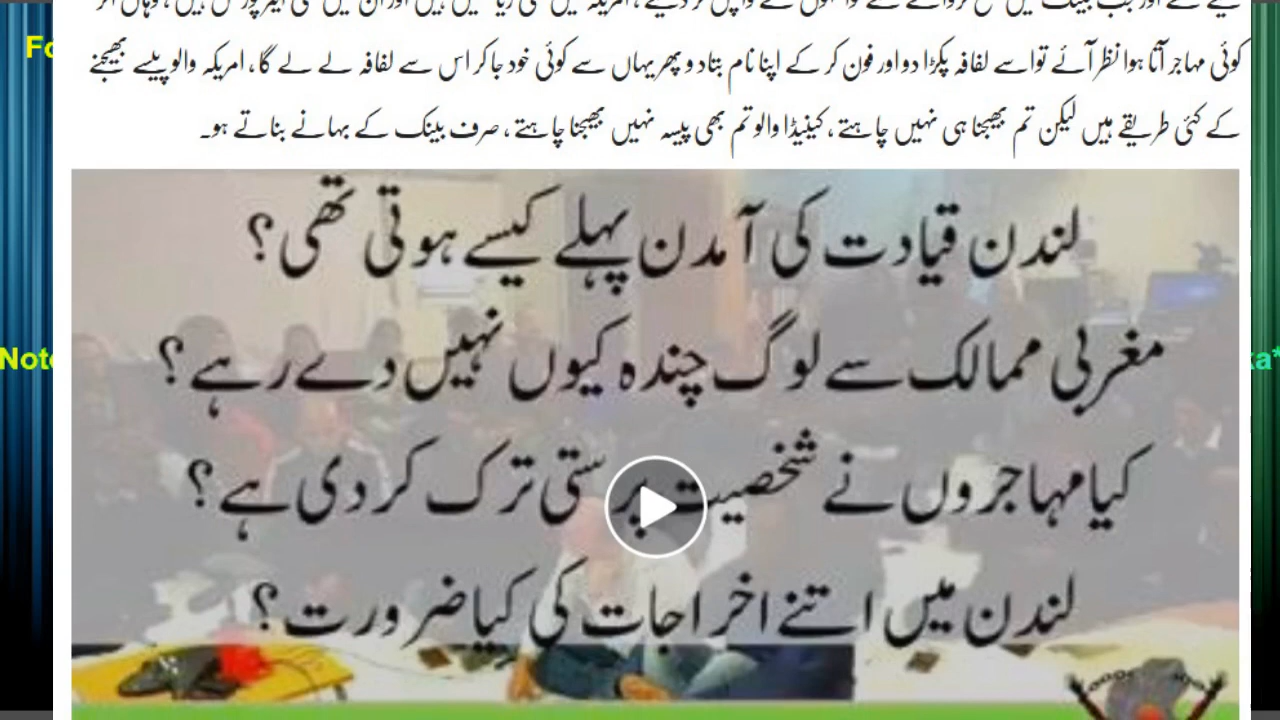 کوئی مہاجر آتا ہوا نظر آئے تو اسے لفافہ پکڑا دو اور فون کر کے اپنا نام بتاد و پھر یہاں سے کوئی خود جا کر اس سے لفافہ لے لے گا، امریکہ والو پیسے بھیجنے
کے کئی طریقے ہیں لیکن تم بھیجنا ہی نہیں چاہتے، کینیڈا والو تم بھی پیسہ نہیں بھیجنا چاہتے، صرف بینک کے بہانے بناتے ہو۔
لندن قیادت کی آمدن پہلے کیسے ہوتی تھی؟
مغربی ممالک سے لوگ چندہ کیوں نہیں دے رہے؟
کیا مہاجروں نے شخصیت پرستی ترک کر دی ہے؟
لندن میں اتنے اخراجات کی کیا ضرورت؟
Fo
Note
ka*